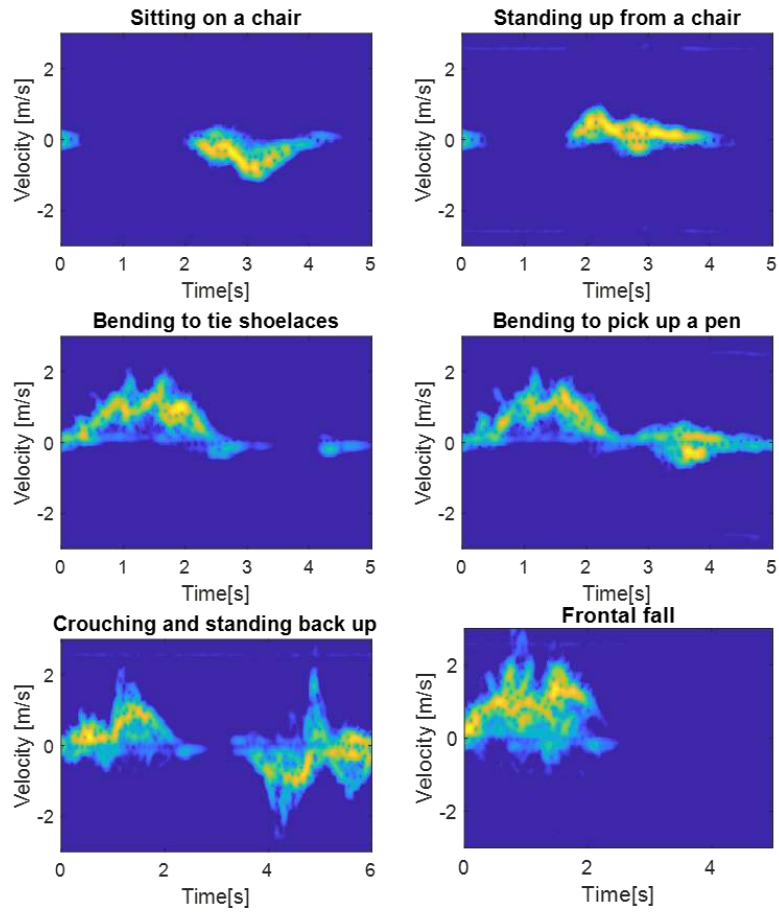 Sitting on a chair
Standing up from a chair
Velocity [m/s]
2
0
-2
0 1 2 3 4 5
Time[s]
Velocity [m/s]
2
0
-2
0 1 2 3 4 5
Time[s]
Bending to tie shoelaces
Bending to pick up a pen
Velocity [m/s]
2
0
-2
0 1 2 3 4 5
Time[s]
Velocity [m/s]
2
0
-2
0 1 2 3 4 5
Time[s]
Crouching and standing back up
Frontal fall
Velocity [m/s]
2
0
-2
0 2 4 6
Time[s]
Velocity [m/s]
2
0
-2
0 2 4
Time[s]